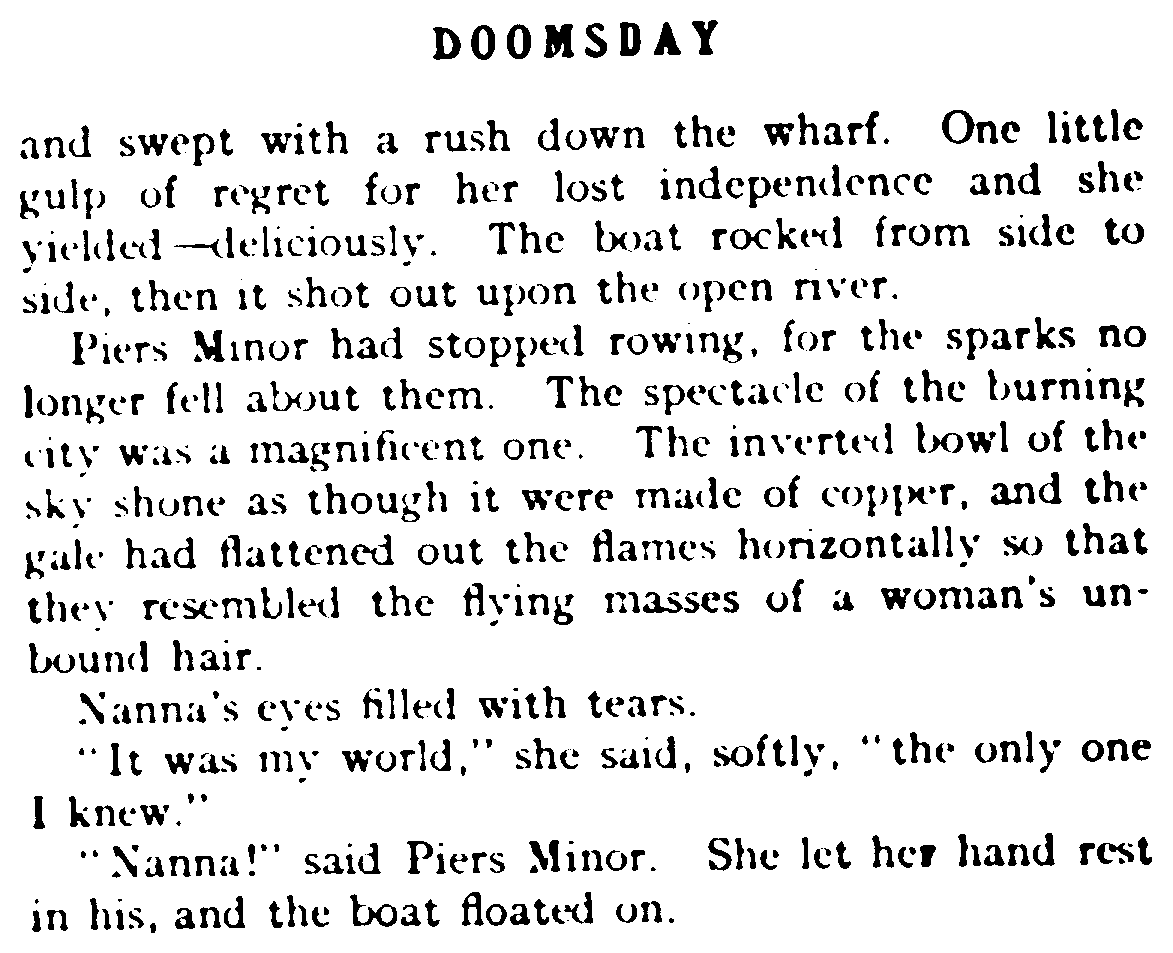 DOOMSDAY
and swept with a rush down the wharf. One little
gulp of regret for her lost independence and she
yielded—deliciously. The boat rocked from side to
side, then it shot out upon the open river.
Piers Minor had stopped rowing, for the sparks no
longer fell about them. The spectacle of the burning
city was a magnificent one. The inverted bowl of the
sky shone as though it were made of copper, and the
gale had flattened out the flames horizontally so that
they resembled the flying masses of a woman's un-
bound hair.
Nanna's eyes filled with tears.
"It was my world," she said, softly, "the only one
I knew."
"Nanna!" said Piers Minor. She let her hand rest
in his, and the boat floated on.